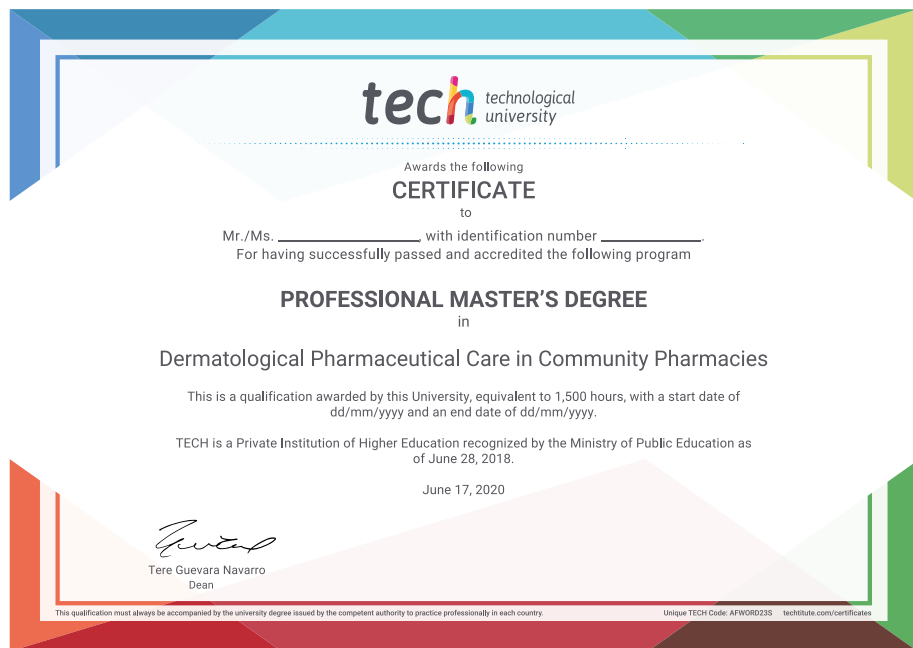 tech technological
university
Awards the following
CERTIFICATE
to
Mr./Ms. ____________________, with identification number ______________.
For having successfully passed and accredited the following program
PROFESSIONAL MASTER'S DEGREE
in
Dermatological Pharmaceutical Care in Community Pharmacies
This is a qualification awarded by this University, equivalent to 1,500 hours, with a start date of
dd/mm/yyyy and an end date of dd/mm/yyyy.
TECH is a Private Institution of Higher Education recognized by the Ministry of Public Education as
of June 28, 2018.
June 17, 2020
Tere Guevara Navarro
Dean
This qualification must always be accompanied by the university degree issued by the competent authority to practice professionally in each country.
Unique TECH Code: AFWORD23S techtitute.com/certificates